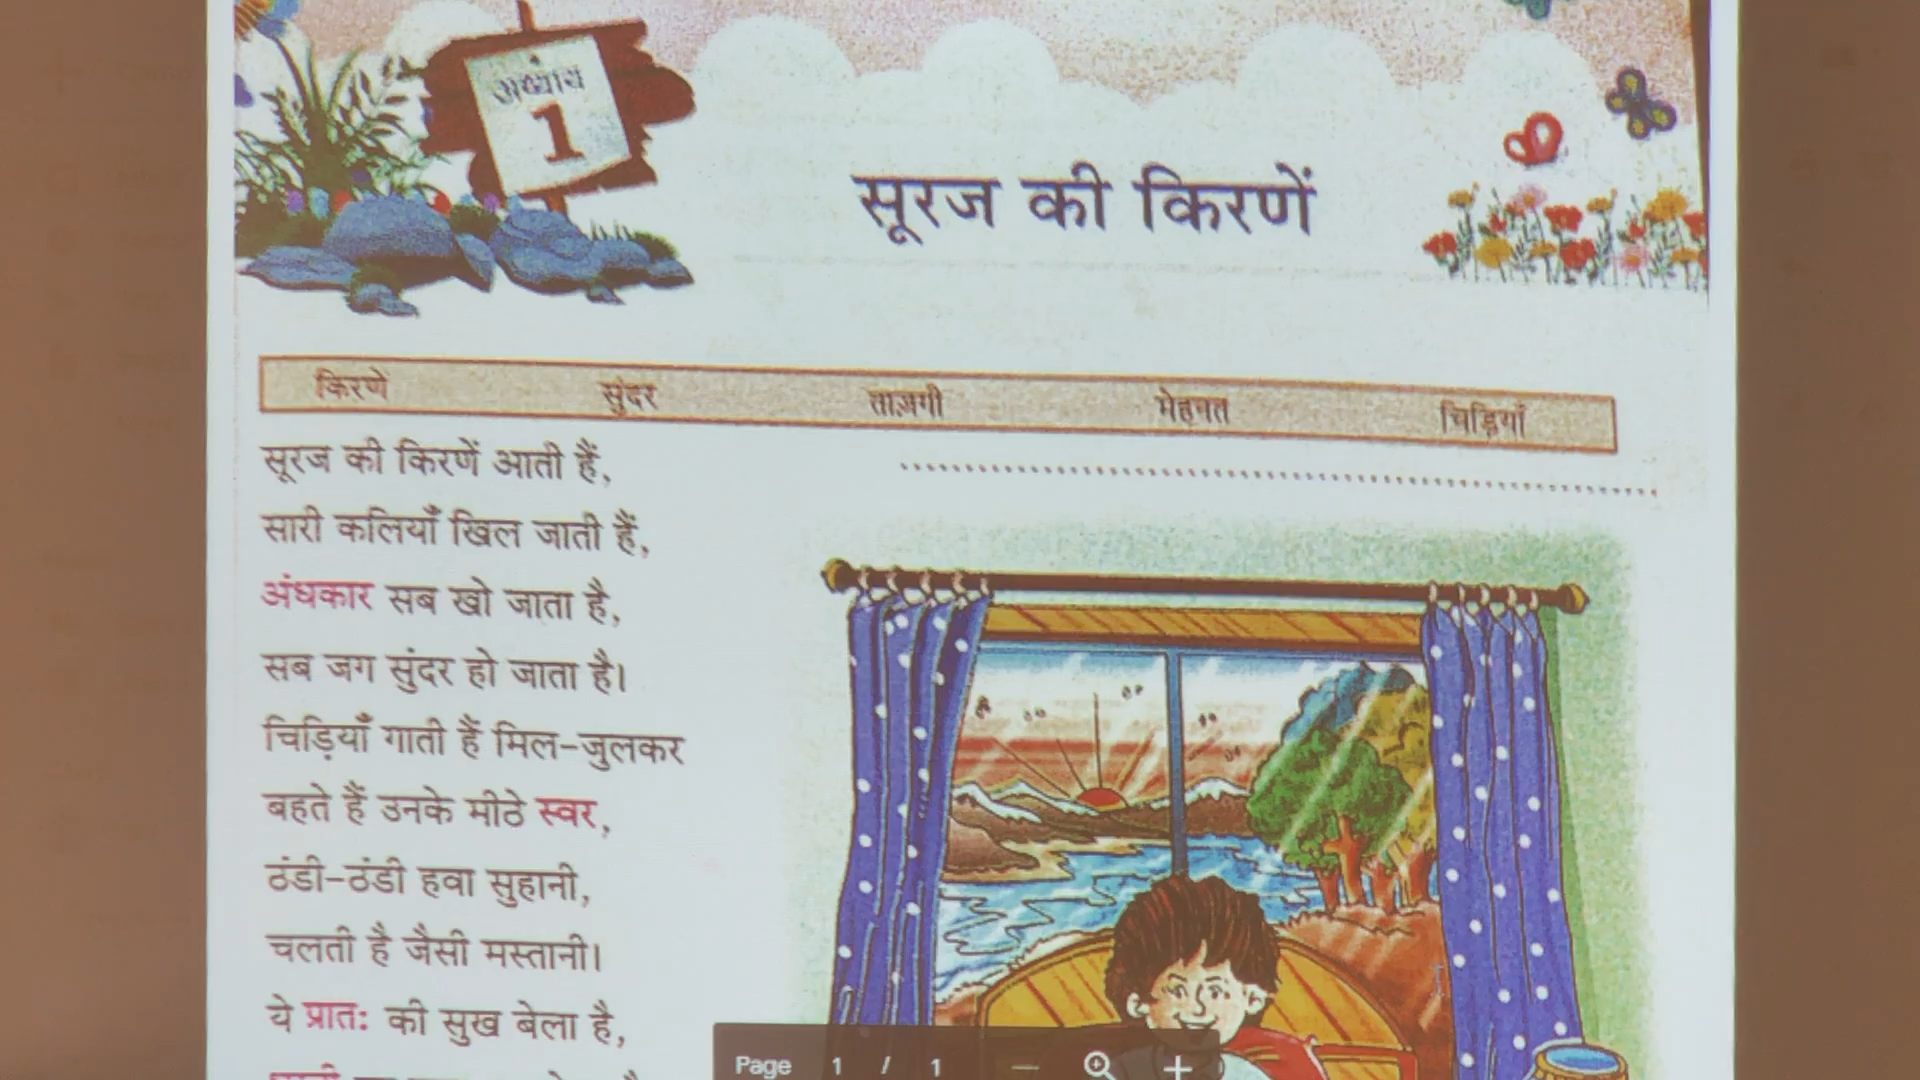 अध्याय
1
सूरज की किरणें
किरणें सुंदर ताज़गी मेहनत चिड़ियाँ
सूरज की किरणें आती हैं,
सारी कलियाँ खिल जाती हैं,
अंधकार सब खो जाता है,
सब जग सुंदर हो जाता है।
चिड़ियाँ गाती हैं मिल-जुलकर
बहते हैं उनके मीठे स्वर,
ठंडी-ठंडी हवा सुहानी,
चलती है जैसी मस्तानी।
ये प्रातः की सुख बेला है,
Page 1 / 1